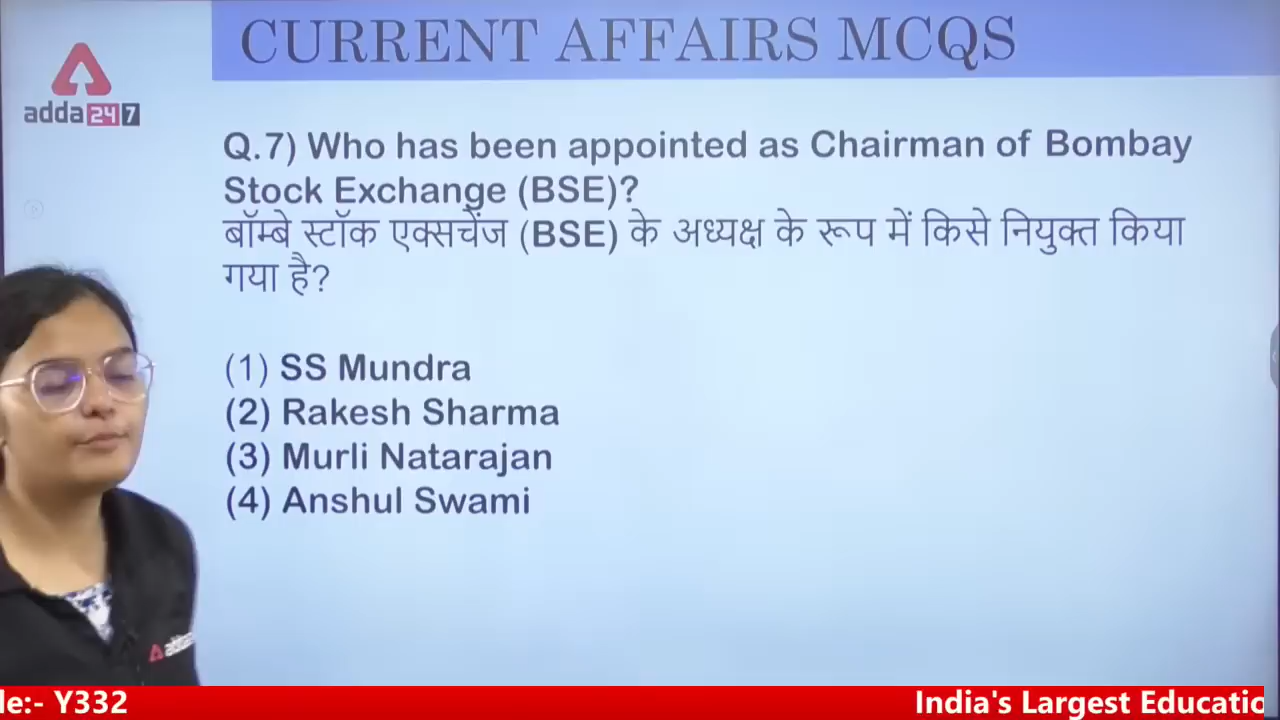 CURRENT AFFAIRS MCQS
adda247
Q.7) Who has been appointed as Chairman of Bombay
Stock Exchange (BSE)?
बॉम्बे स्टॉक एक्सचेंज (BSE) के अध्यक्ष के रूप में किसे नियुक्त किया
गया है?
(1) SS Mundra
(2) Rakesh Sharma
(3) Murli Natarajan
(4) Anshul Swami
le:- Y332
India's Largest Educatio